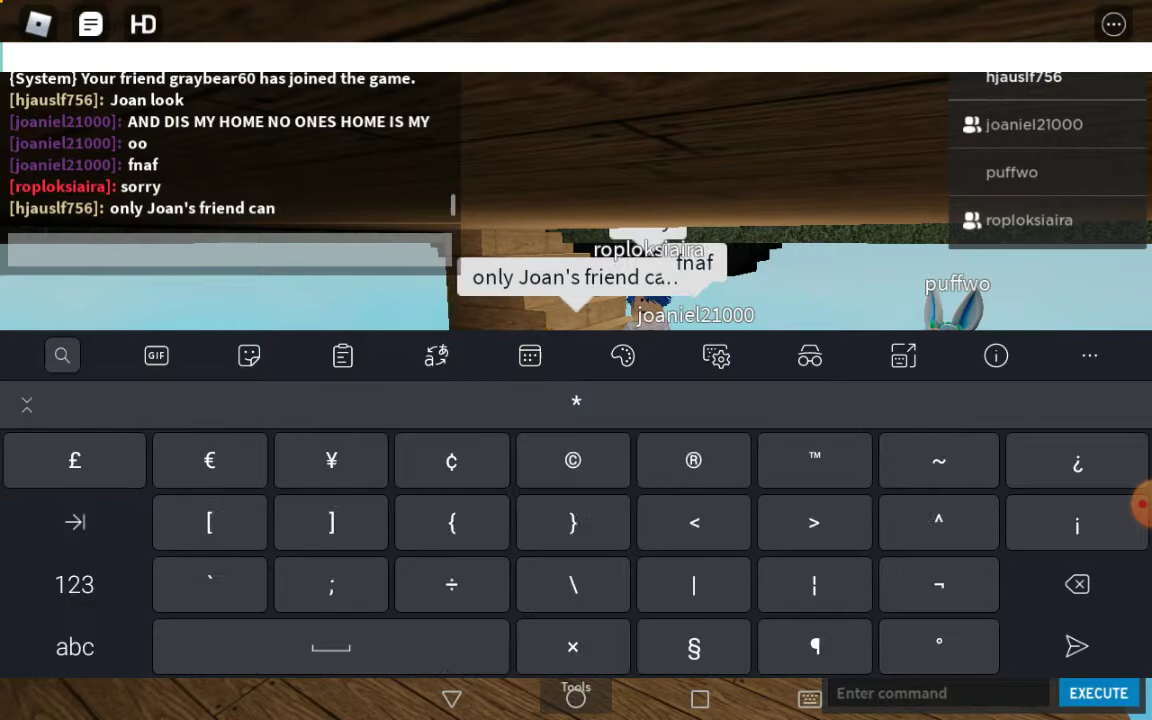 HD
{System} Your friend graybear60 has joined the game.
[hjauslf756]: Joan look
[joaniel21000]: AND DIS MY HOME NO ONES HOME IS MY
[joaniel21000]: oo
[joaniel21000]: fnaf
[roploksiaira]: sorry
[hjauslf756]: only Joan's friend can
hjauslf756
joaniel21000
puffwo
roploksiaira
roploksiaira
fnaf
only Joan's friend ca..
joaniel21000
puffwo
GIF
*
£ € ¥ ¢ © ® ™ ~ ¿
[ ] { } < > ^ ¡
123 ` ; ÷ \ | ¦ ¬
abc × § ¶ °
Tools
Enter command
EXECUTE